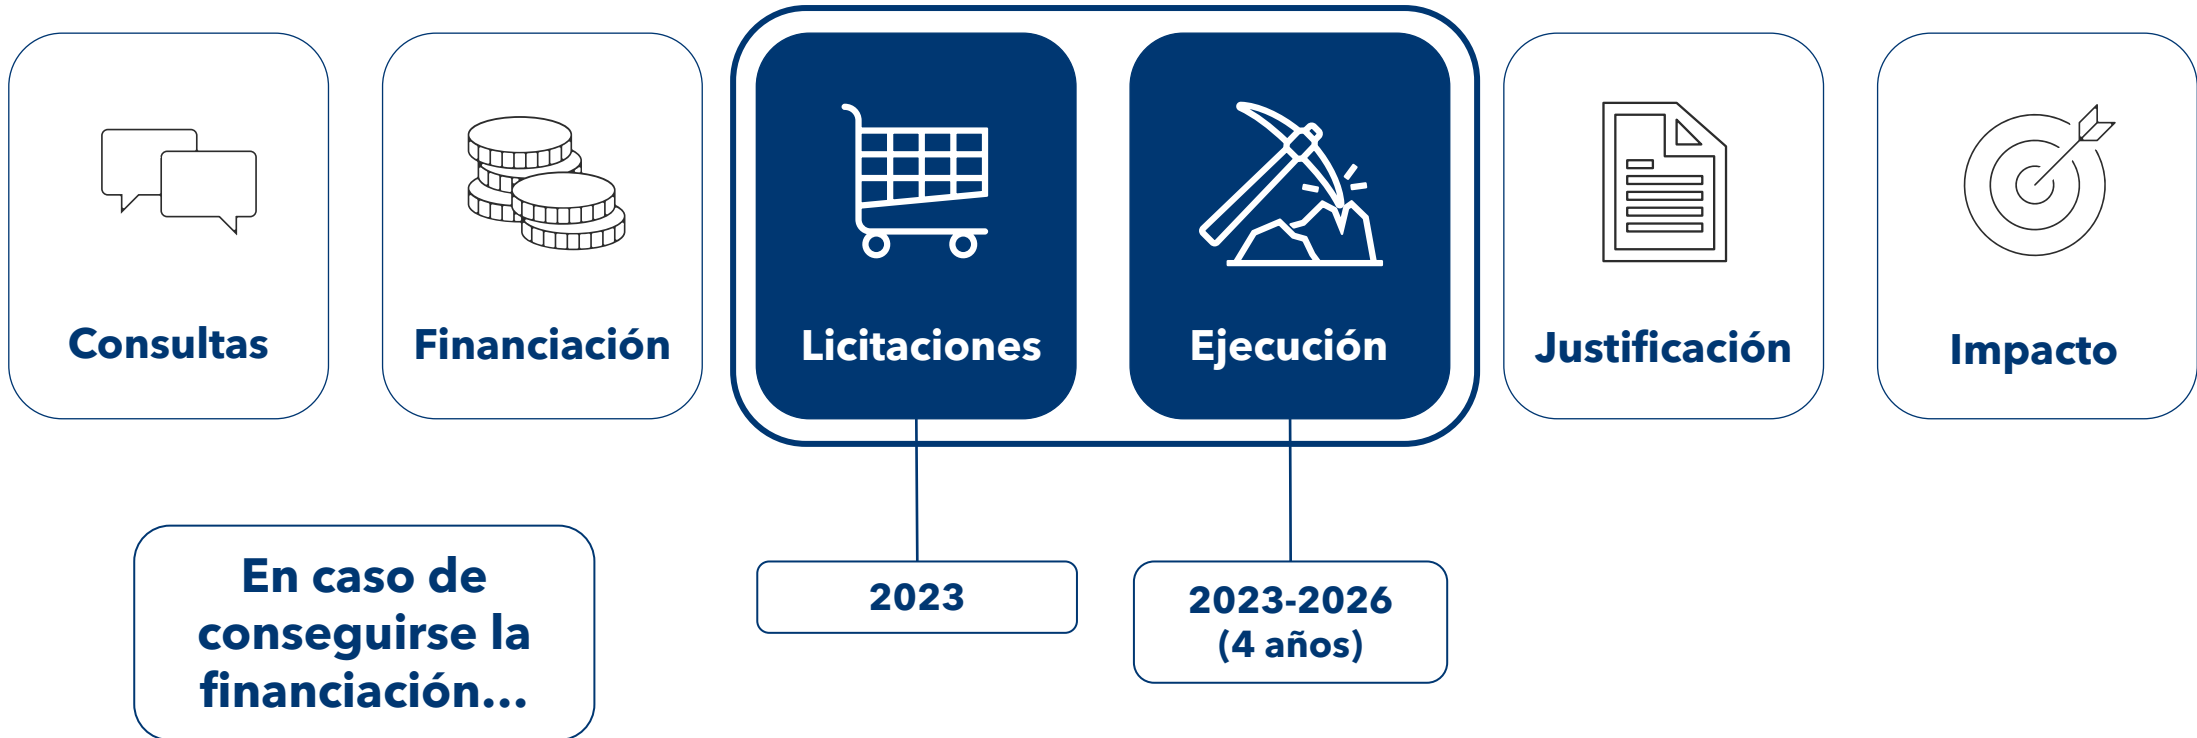 Consultas
Financiación
Licitaciones
Ejecución
Justificación
Impacto
En caso de
conseguirse la
financiación...
2023
2023-2026
(4 años)